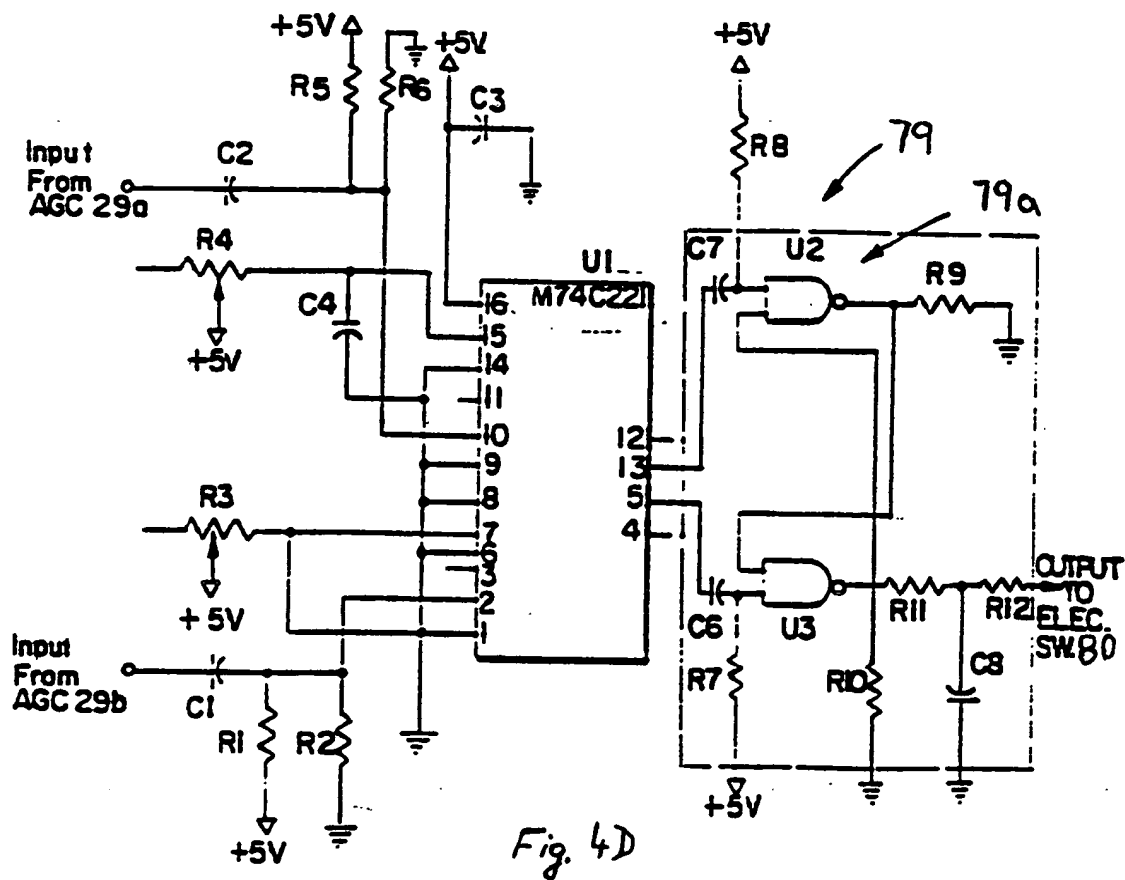 +5V
+5V
+5V
R5
R6
C3
R8
79
79a
Input
From
AGC 29a
C2
R4
C4
+5V
U1
M74C221
C7
U2
R9
16
15
14
11
10
9
8
7
6
3
2
1
12
13
5
4
R3
+5V
C6
U3
R7
R10
R11
R12
C8
OUTPUT
TO
ELEC.
SW.80
Input
From
AGC 29b
C1
R1
R2
+5V
+5V
Fig. 4D